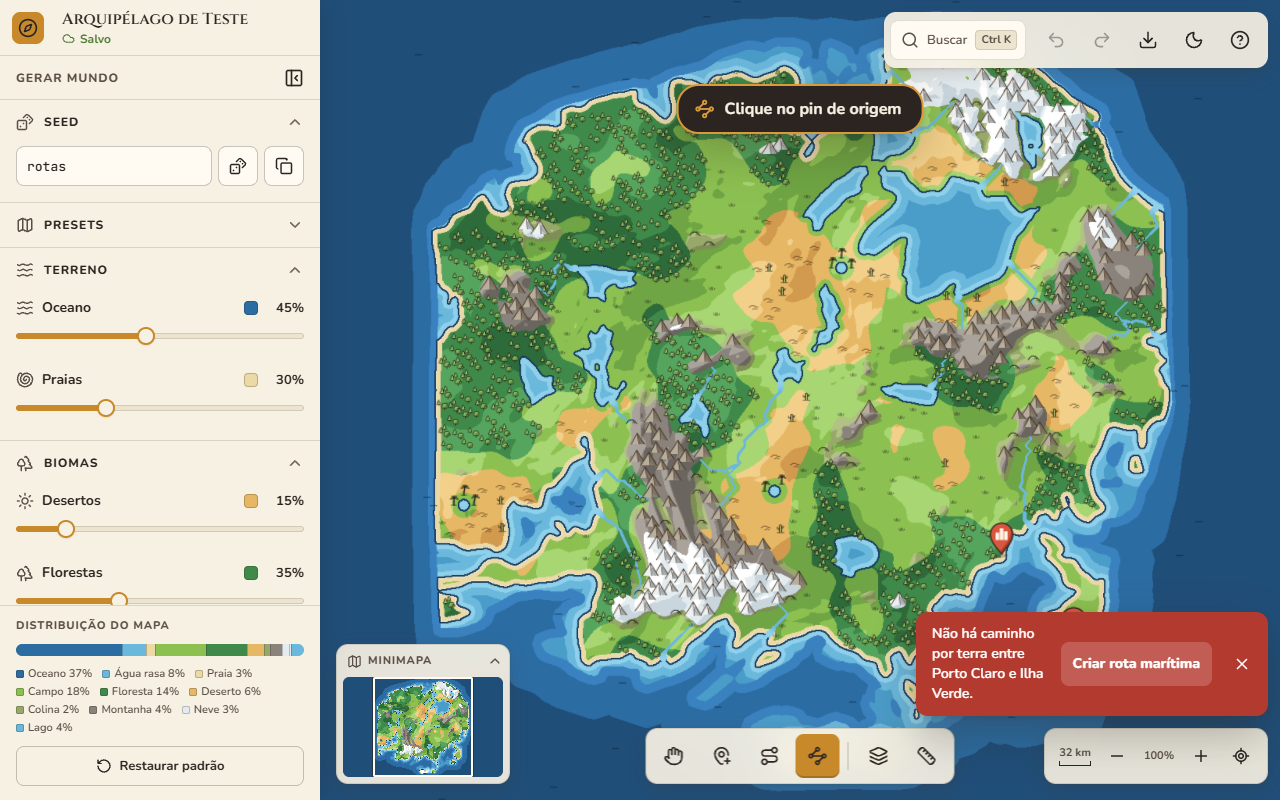 Arquipélago de Teste
Salvo
GERAR MUNDO
SEED
rotas
PRESETS
TERRENO
Oceano 45%
Praias 30%
BIOMAS
Desertos 15%
Florestas 35%
DISTRIBUIÇÃO DO MAPA
Oceano 37% Água rasa 8% Praia 3%
Campo 18% Floresta 14% Deserto 6%
Colina 2% Montanha 4% Neve 3%
Lago 4%
Restaurar padrão
Buscar Ctrl K
Clique no pin de origem
MINIMAPA
Não há caminho
por terra entre
Porto Claro e Ilha
Verde.
Criar rota marítima
32 km
100%